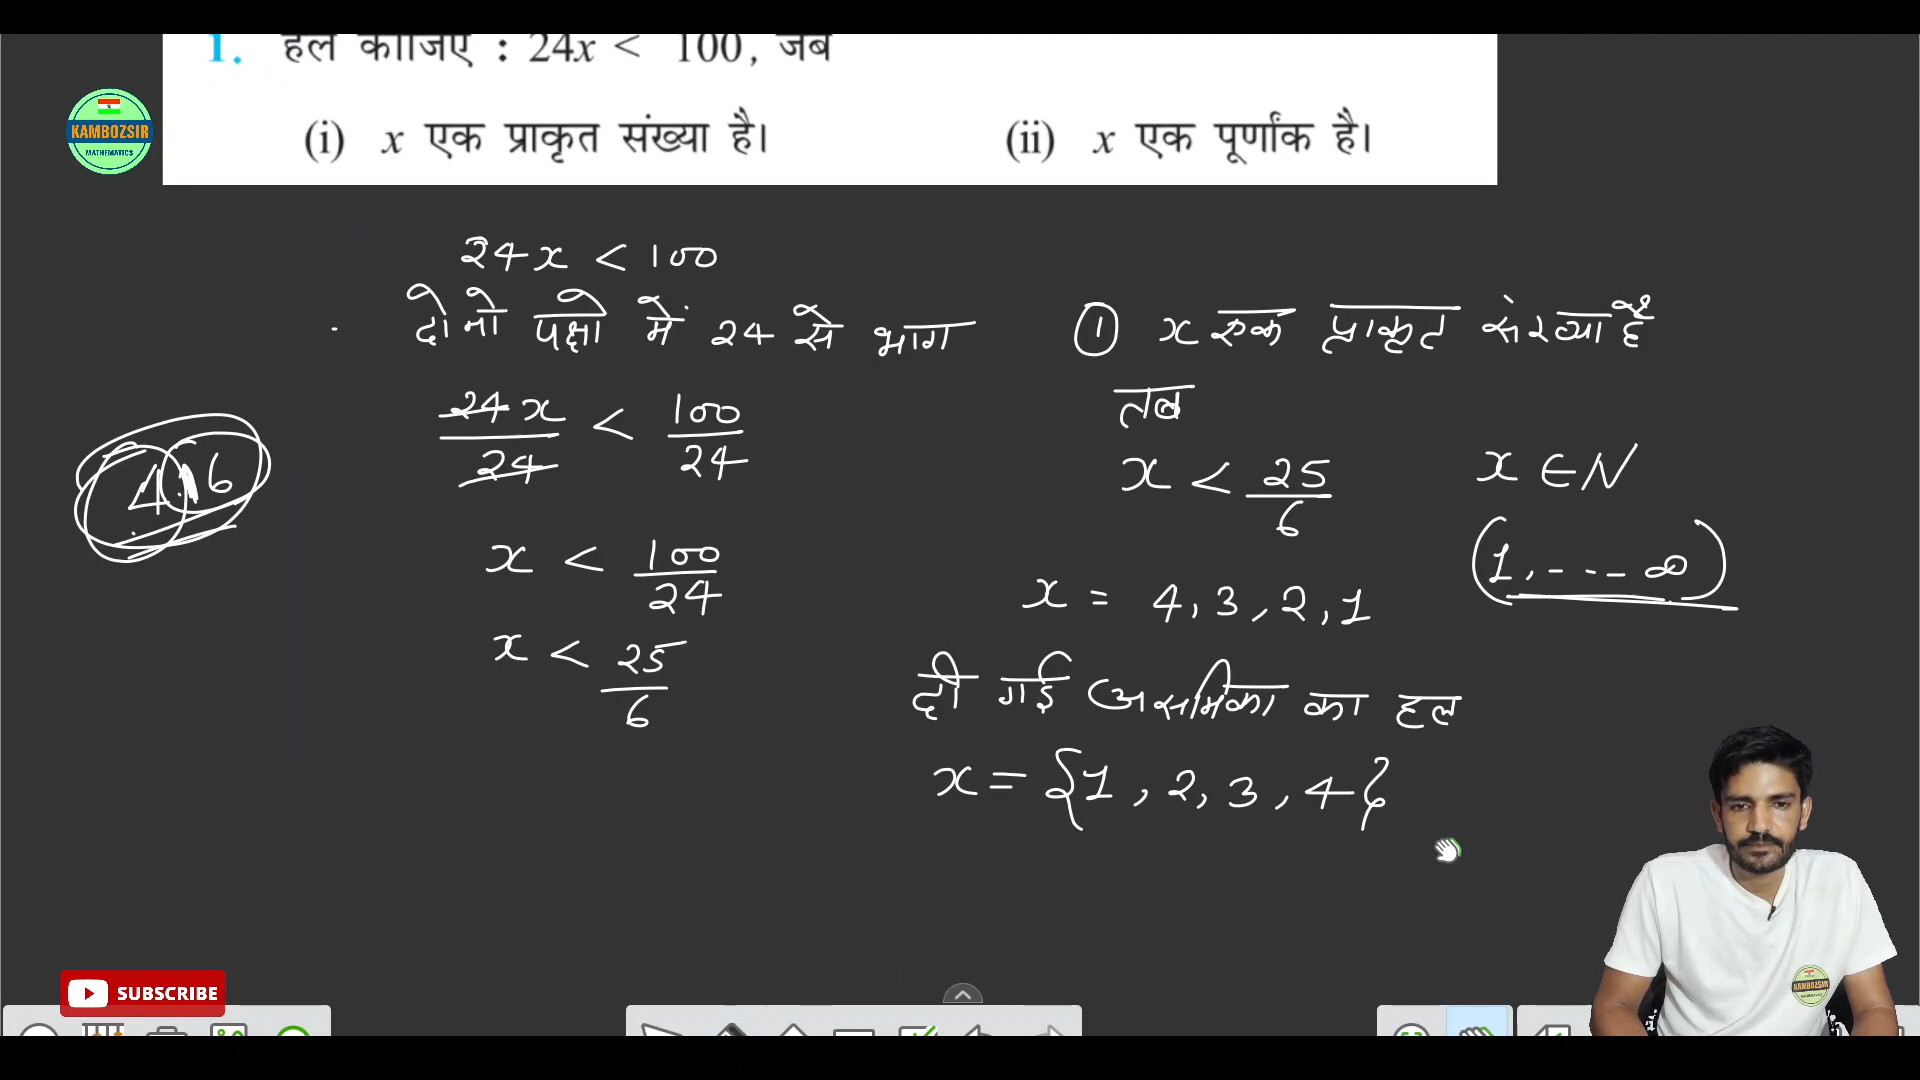 1. हल कीजिए : 24x < 100, जब
(i) x एक प्राकृत संख्या है।
(ii) x एक पूर्णांक है।
KAMBOZSIR
MATHEMATICS
24x < 100
दोनो पक्षो में 24 से भाग
24x/24 < 100/24
x < 100/24
x < 25/6
4.16
① x एक प्राकृत संख्या है
तब
x < 25/6
x ∈ N
(1, - - - - ∞)
x = 4, 3, 2, 1
दी गई असमिका का हल
x = {1, 2, 3, 4}
SUBSCRIBE
KAMBOZSIR